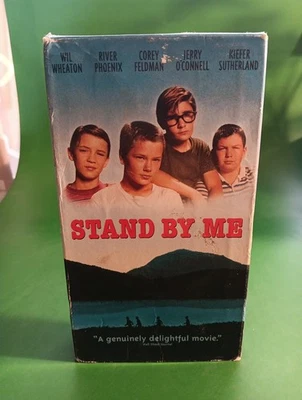 WIL RIVER COREY JERRY KIEFER
WHEATON PHOENIX FELDMAN O'CONNELL SUTHERLAND
STAND BY ME
"A genuinely delightful movie."